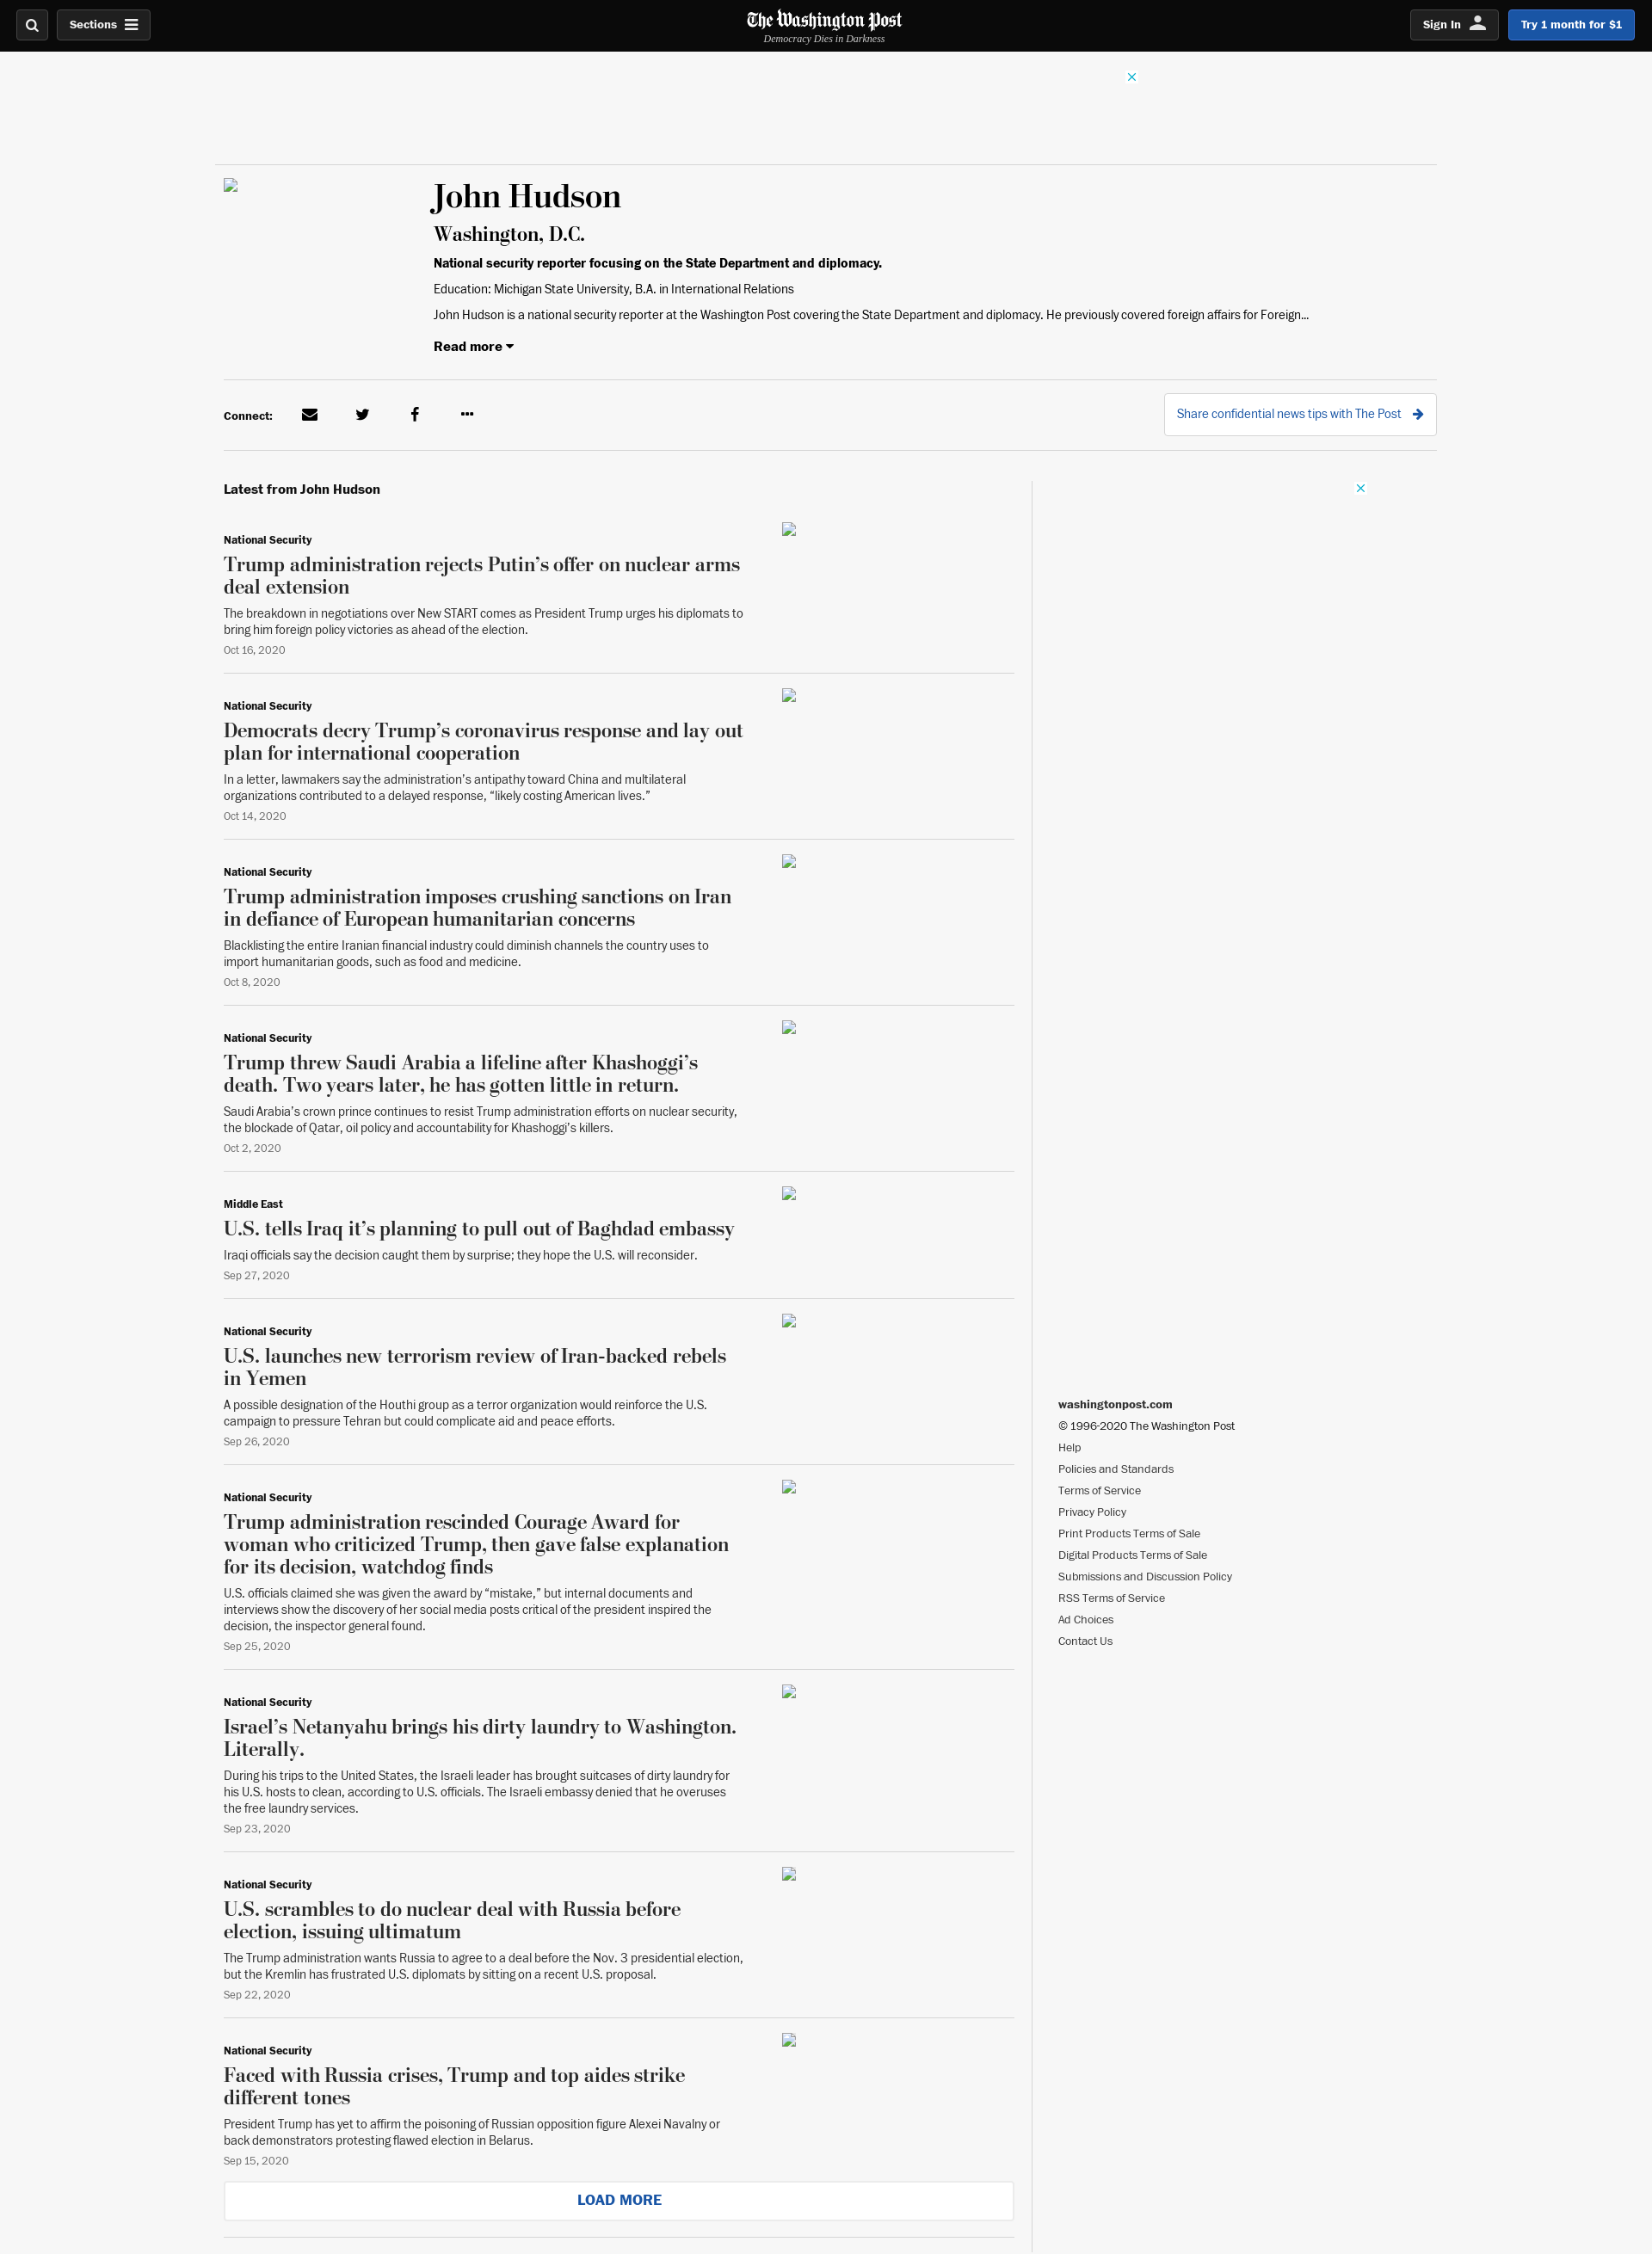 Sections
The Washington Post
Democracy Dies in Darkness
Sign In
Try 1 month for $1
John Hudson
Washington, D.C.
National security reporter focusing on the State Department and diplomacy.
Education: Michigan State University, B.A. in International Relations
John Hudson is a national security reporter at the Washington Post covering the State Department and diplomacy. He previously covered foreign affairs for Foreign...
Read more
Connect:
Share confidential news tips with The Post
Latest from John Hudson
National Security
Trump administration rejects Putin’s offer on nuclear arms
deal extension
The breakdown in negotiations over New START comes as President Trump urges his diplomats to
bring him foreign policy victories as ahead of the election.
Oct 16, 2020
National Security
Democrats decry Trump’s coronavirus response and lay out
plan for international cooperation
In a letter, lawmakers say the administration’s antipathy toward China and multilateral
organizations contributed to a delayed response, “likely costing American lives.”
Oct 14, 2020
National Security
Trump administration imposes crushing sanctions on Iran
in defiance of European humanitarian concerns
Blacklisting the entire Iranian financial industry could diminish channels the country uses to
import humanitarian goods, such as food and medicine.
Oct 8, 2020
National Security
Trump threw Saudi Arabia a lifeline after Khashoggi’s
death. Two years later, he has gotten little in return.
Saudi Arabia’s crown prince continues to resist Trump administration efforts on nuclear security,
the blockade of Qatar, oil policy and accountability for Khashoggi’s killers.
Oct 2, 2020
Middle East
U.S. tells Iraq it’s planning to pull out of Baghdad embassy
Iraqi officials say the decision caught them by surprise; they hope the U.S. will reconsider.
Sep 27, 2020
National Security
U.S. launches new terrorism review of Iran-backed rebels
in Yemen
A possible designation of the Houthi group as a terror organization would reinforce the U.S.
campaign to pressure Tehran but could complicate aid and peace efforts.
Sep 26, 2020
National Security
Trump administration rescinded Courage Award for
woman who criticized Trump, then gave false explanation
for its decision, watchdog finds
U.S. officials claimed she was given the award by “mistake,” but internal documents and
interviews show the discovery of her social media posts critical of the president inspired the
decision, the inspector general found.
Sep 25, 2020
National Security
Israel’s Netanyahu brings his dirty laundry to Washington.
Literally.
During his trips to the United States, the Israeli leader has brought suitcases of dirty laundry for
his U.S. hosts to clean, according to U.S. officials. The Israeli embassy denied that he overuses
the free laundry services.
Sep 23, 2020
National Security
U.S. scrambles to do nuclear deal with Russia before
election, issuing ultimatum
The Trump administration wants Russia to agree to a deal before the Nov. 3 presidential election,
but the Kremlin has frustrated U.S. diplomats by sitting on a recent U.S. proposal.
Sep 22, 2020
National Security
Faced with Russia crises, Trump and top aides strike
different tones
President Trump has yet to affirm the poisoning of Russian opposition figure Alexei Navalny or
back demonstrators protesting flawed election in Belarus.
Sep 15, 2020
LOAD MORE
washingtonpost.com
© 1996-2020 The Washington Post
Help
Policies and Standards
Terms of Service
Privacy Policy
Print Products Terms of Sale
Digital Products Terms of Sale
Submissions and Discussion Policy
RSS Terms of Service
Ad Choices
Contact Us